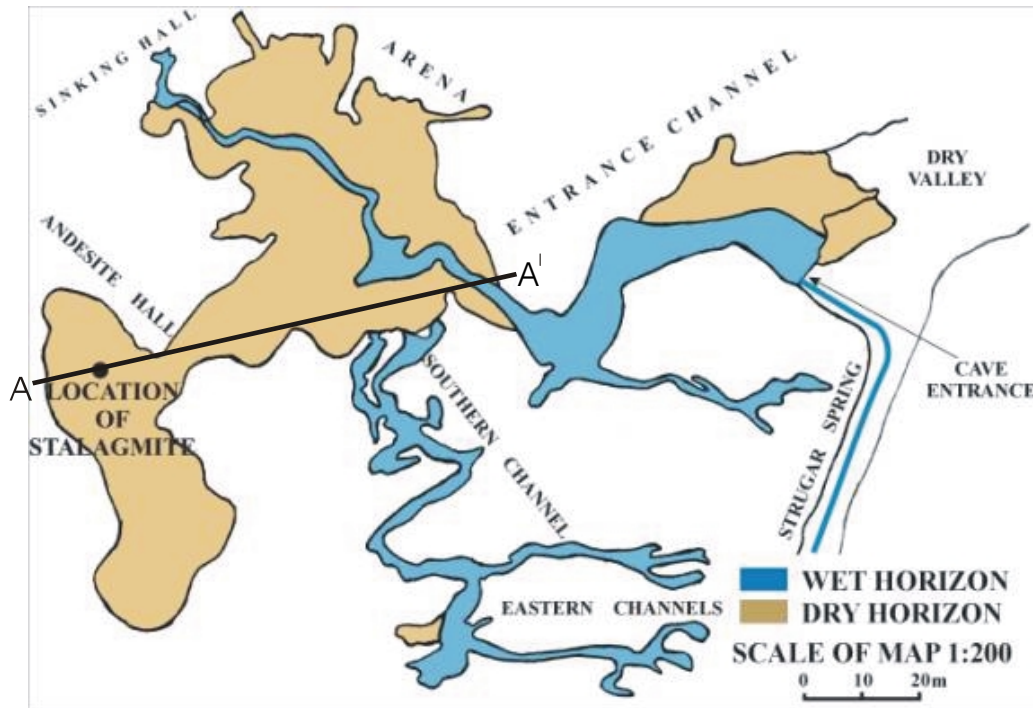 SINKING HALL
ARENA
ENTRANCE CHANNEL
DRY
VALLEY
ANDESITE HALL
A'
A
LOCATION
OF
STALAGMITE
SOUTHERN CHANNEL
CAVE
ENTRANCE
STRUGAR SPRING
EASTERN CHANNELS
WET HORIZON
DRY HORIZON
SCALE OF MAP 1:200
0 10 20m